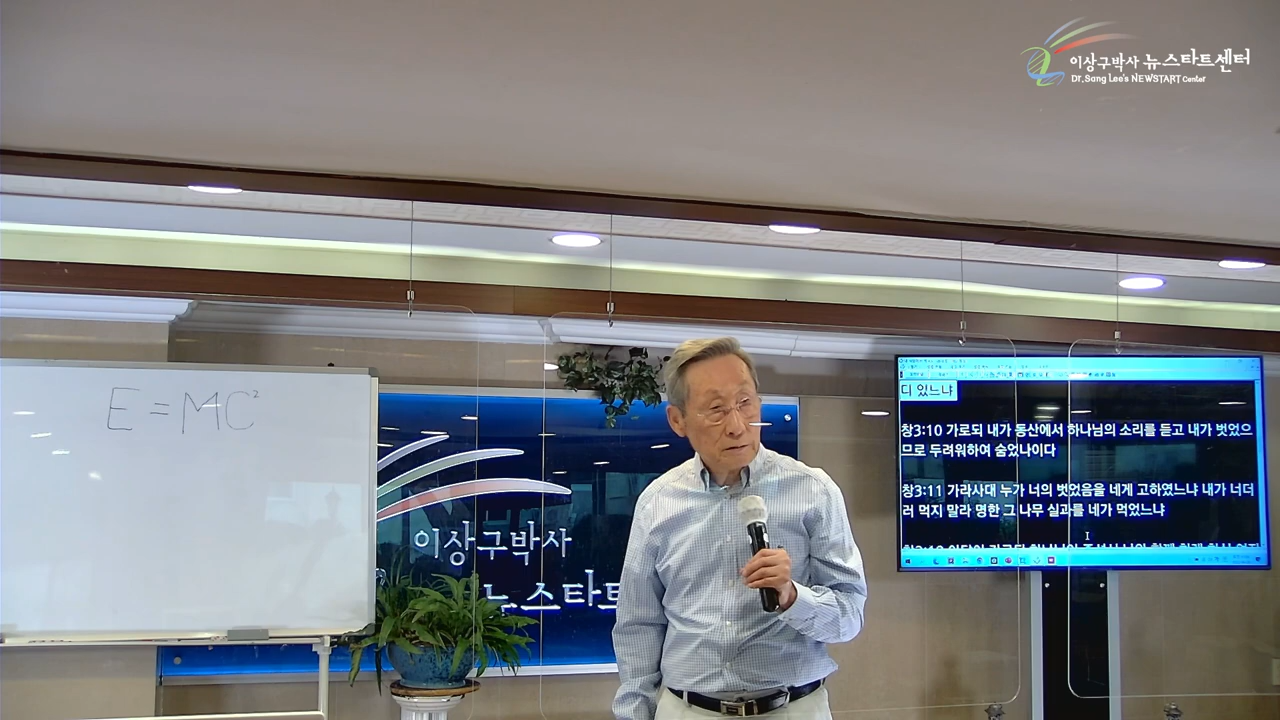 이상구박사 뉴스타트센터
Dr. Sang Lee's NEWSTART Center
E = MC²
이상구박사
뉴스타트
디 있느냐
창3:10 가로되 내가 동산에서 하나님의 소리를 듣고 내가 벗었으
므로 두려워하여 숨었나이다
창3:11 가라사대 누가 너의 벗었음을 네게 고하였느냐 내가 너더
러 먹지 말라 명한 그 나무 실과를 네가 먹었느냐